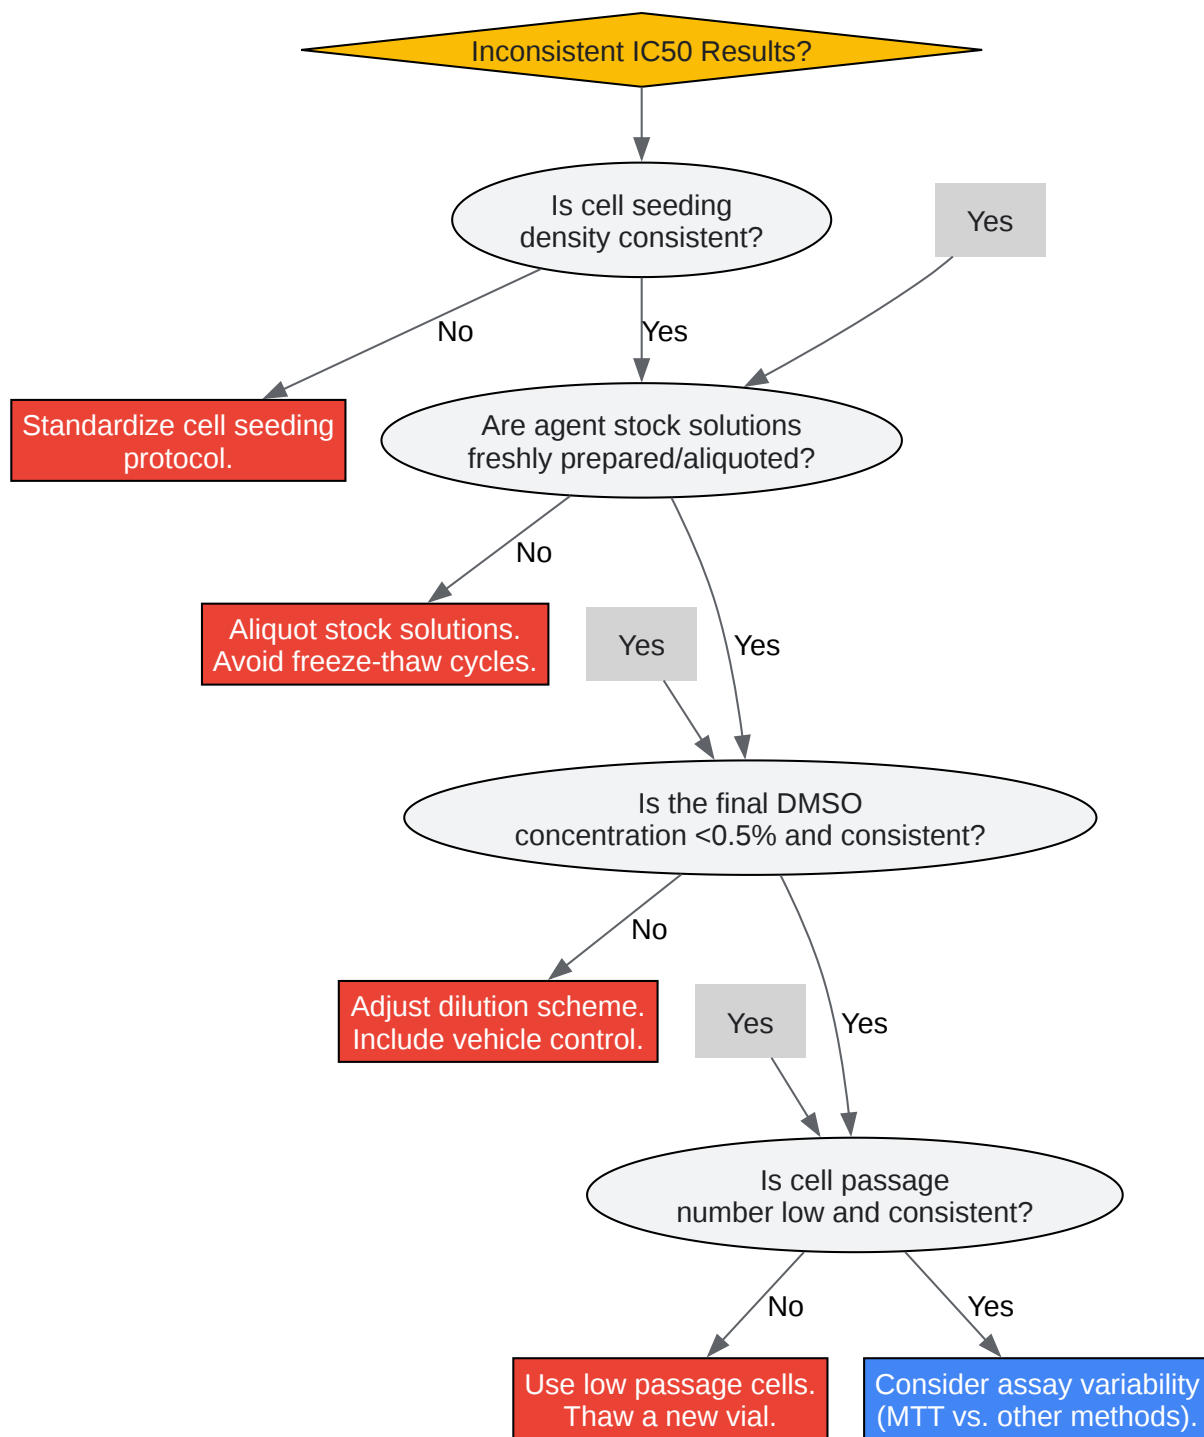 Inconsistent IC50 Results?
Is cell seeding
density consistent?
Yes
No
Yes
Standardize cell seeding
protocol.
Are agent stock solutions
freshly prepared/aliquoted?
No
Aliquot stock solutions.
Avoid freeze-thaw cycles.
Yes
Yes
Is the final DMSO
concentration <0.5% and consistent?
No
Adjust dilution scheme.
Include vehicle control.
Yes
Yes
Is cell passage
number low and consistent?
No
Yes
Use low passage cells.
Thaw a new vial.
Consider assay variability
(MTT vs. other methods).